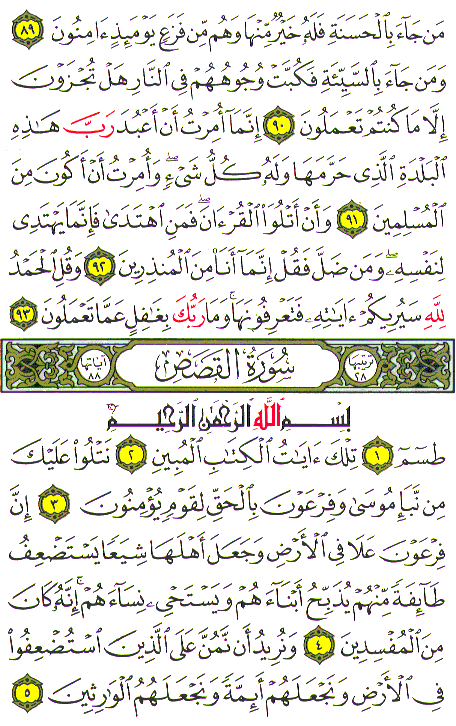 مَن جَآءَ بِٱلْحَسَنَةِ فَلَهُۥ خَيْرٌ مِّنْهَا وَهُم مِّن فَزَعٍ يَوْمَئِذٍ ءَامِنُونَ ٨٩
وَمَن جَآءَ بِٱلسَّيِّئَةِ فَكُبَّتْ وُجُوهُهُمْ فِى ٱلنَّارِ هَلْ تُجْزَوْنَ
إِلَّا مَا كُنتُمْ تَعْمَلُونَ ٩٠ إِنَّمَآ أُمِرْتُ أَنْ أَعْبُدَ رَبَّ هَٰذِهِ
ٱلْبَلْدَةِ ٱلَّذِى حَرَّمَهَا وَلَهُۥ كُلُّ شَىْءٍ ۖ وَأُمِرْتُ أَنْ أَكُونَ مِنَ
ٱلْمُسْلِمِينَ ٩١ وَأَنْ أَتْلُوَا۟ ٱلْقُرْءَانَ ۖ فَمَنِ ٱهْتَدَىٰ فَإِنَّمَا يَهْتَدِى
لِنَفْسِهِۦ ۖ وَمَن ضَلَّ فَقُلْ إِنَّمَآ أَنَا۠ مِنَ ٱلْمُنذِرِينَ ٩٢ وَقُلِ ٱلْحَمْدُ
لِلَّهِ سَيُرِيكُمْ ءَايَٰتِهِۦ فَتَعْرِفُونَهَا ۚ وَمَا رَبُّكَ بِغَٰفِلٍ عَمَّا تَعْمَلُونَ ٩٣
ترتيبها ٢٨ سُورَةُ القَصَصِ آياتها ٨٨
بِسْمِ ٱللَّهِ ٱلرَّحْمَٰنِ ٱلرَّحِيمِ
طسٓمٓ ١ تِلْكَ ءَايَٰتُ ٱلْكِتَٰبِ ٱلْمُبِينِ ٢ نَتْلُوا۟ عَلَيْكَ
مِن نَّبَإِ مُوسَىٰ وَفِرْعَوْنَ بِٱلْحَقِّ لِقَوْمٍ يُؤْمِنُونَ ٣ إِنَّ
فِرْعَوْنَ عَلَا فِى ٱلْأَرْضِ وَجَعَلَ أَهْلَهَا شِيَعًا يَسْتَضْعِفُ
طَآئِفَةً مِّنْهُمْ يُذَبِّحُ أَبْنَآءَهُمْ وَيَسْتَحْىِۦ نِسَآءَهُمْ ۚ إِنَّهُۥ كَانَ
مِنَ ٱلْمُفْسِدِينَ ٤ وَنُرِيدُ أَن نَّمُنَّ عَلَى ٱلَّذِينَ ٱسْتُضْعِفُوا۟
فِى ٱلْأَرْضِ وَنَجْعَلَهُمْ أَئِمَّةً وَنَجْعَلَهُمُ ٱلْوَٰرِثِينَ ٥